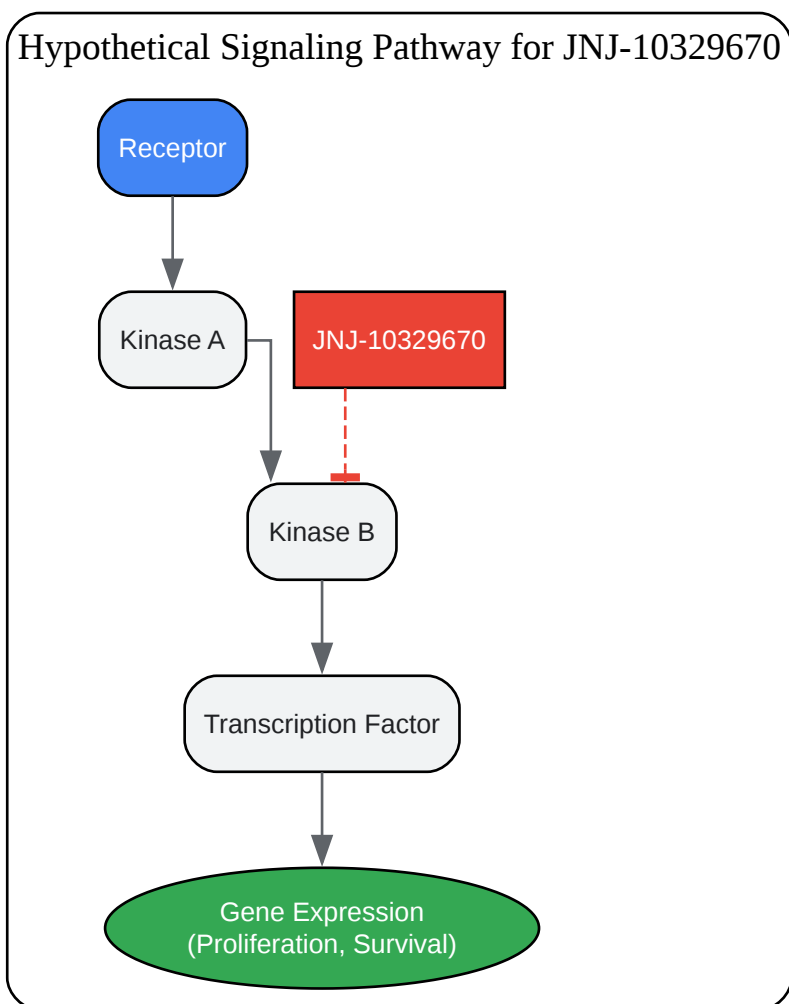 Hypothetical Signaling Pathway for JNJ-10329670
Receptor
Kinase A
JNJ-10329670
Kinase B
Transcription Factor
Gene Expression
(Proliferation, Survival)